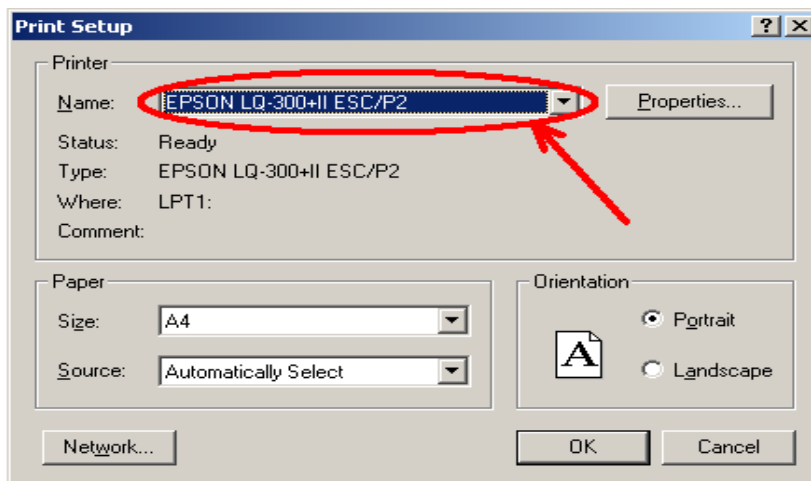 Print Setup
Printer
Name: EPSON LQ-300+II ESC/P2 Properties...
Status: Ready
Type: EPSON LQ-300+II ESC/P2
Where: LPT1:
Comment:
Paper
Size: A4
Source: Automatically Select
Orientation
A
Portrait
Landscape
Network... OK Cancel